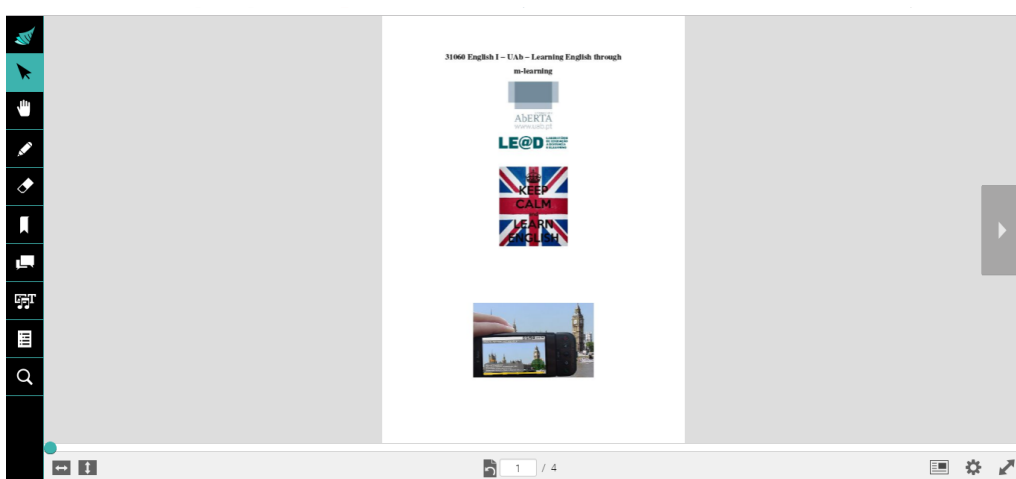 31060 English I – UAb – Learning English through
m-learning
AbERTA
www.uab.pt
LE@D
KEEP
CALM
LEARN
ENGLISH
1 / 4